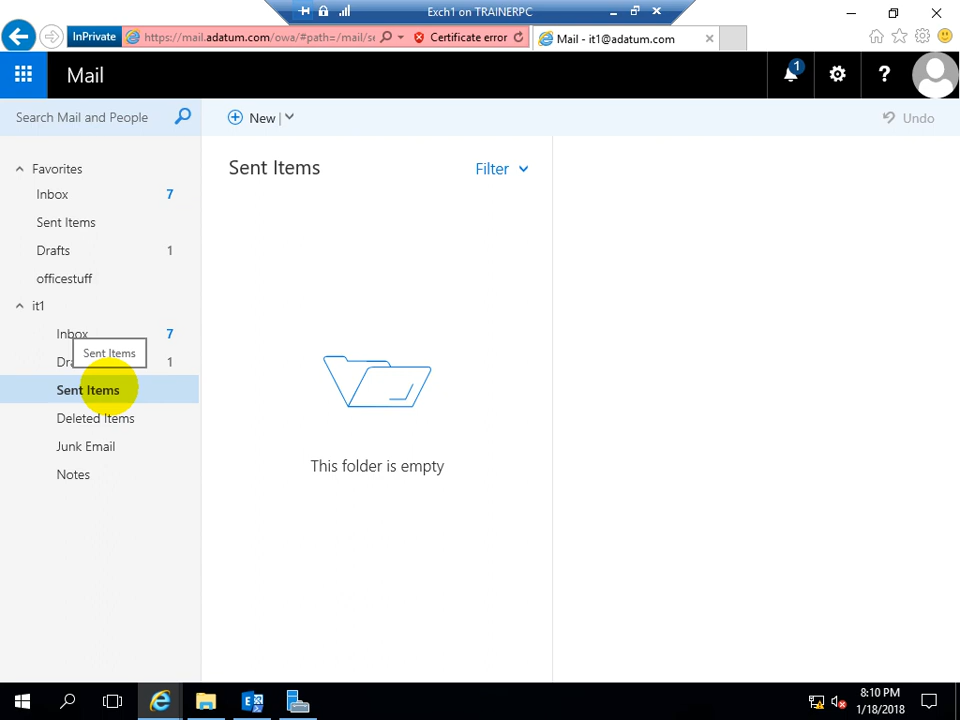 Exch1 on TRAINERPC
InPrivate
https://mail.adatum.com/owa/#path=/mail/se
Certificate error
Mail - it1@adatum.com
Mail
1
?
Search Mail and People
New
Undo
Favorites
Inbox 7
Sent Items
Drafts 1
officestuff
it1
Inbox 7
Sent Items
Dra 1
Sent Items
Deleted Items
Junk Email
Notes
Sent Items
Filter
This folder is empty
8:10 PM
1/18/2018